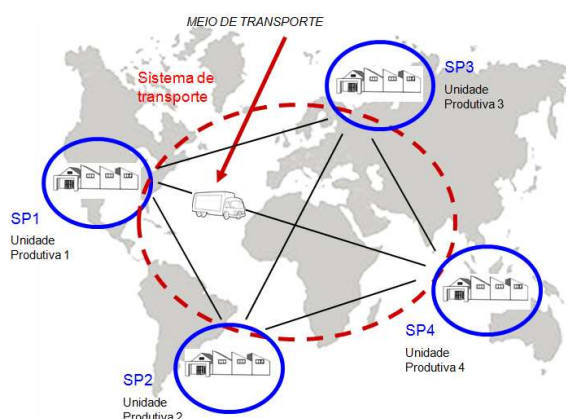 MEIO DE TRANSPORTE
Sistema de
transporte
SP3
Unidade
Produtiva 3
SP1
Unidade
Produtiva 1
SP4
Unidade
Produtiva 4
SP2
Unidade
Produtiva 2